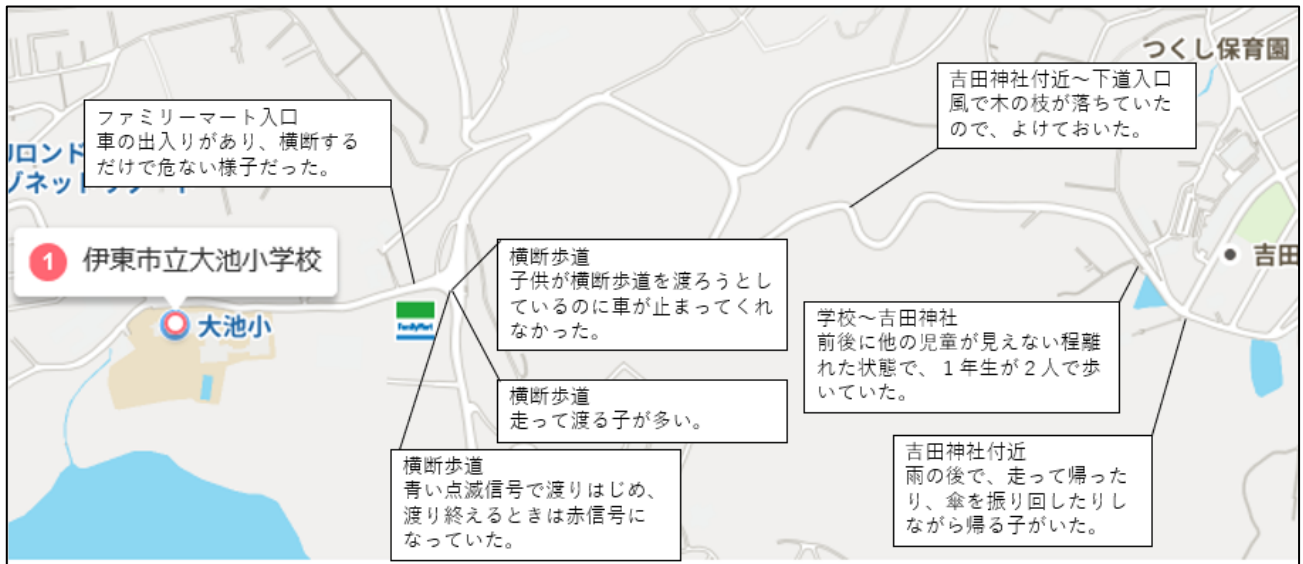 つくし保育園
吉田神社付近～下道入口
風で木の枝が落ちていた
ので、よけておいた。
ファミリーマート入口
車の出入りがあり、横断する
だけで危ない様子だった。
ロンド
ゾネット
1 伊東市立大池小学校
大池小
FamilyMart
横断歩道
子供が横断歩道を渡ろうとし
ているのに車が止まってくれ
なかった。
吉田
学校～吉田神社
前後に他の児童が見えない程離
れた状態で、１年生が２人で歩
いていた。
横断歩道
走って渡る子が多い。
横断歩道
青い点滅信号で渡りはじめ、
渡り終えるときは赤信号に
なっていた。
吉田神社付近
雨の後で、走って帰った
り、傘を振り回したりし
ながら帰る子がいた。